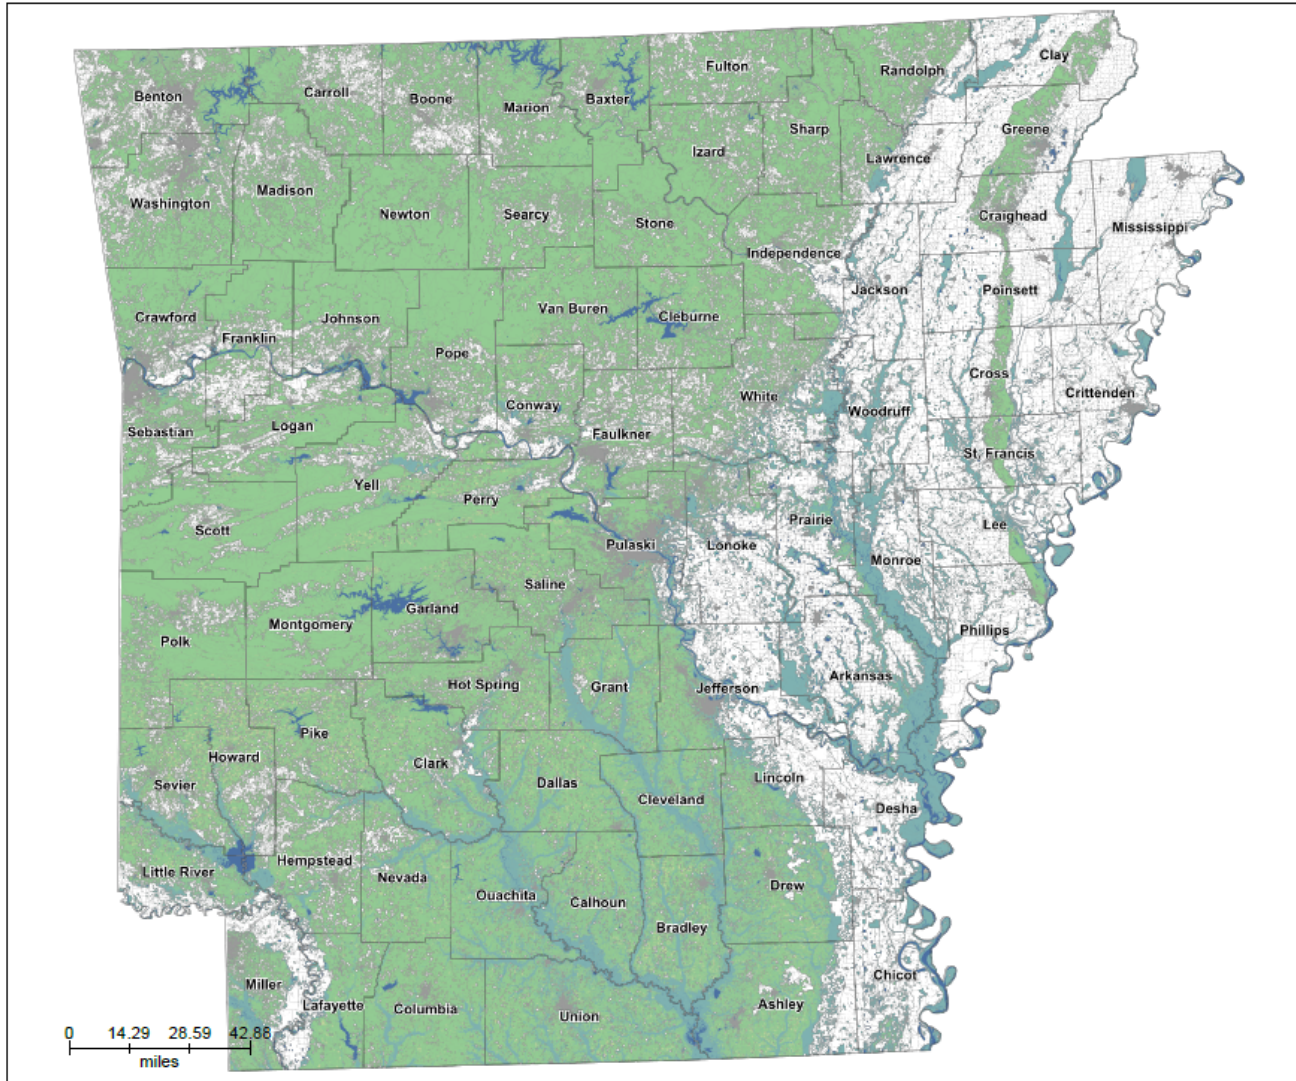 Clay
Fulton
Randolph
Benton
Carroll
Boone
Marion
Baxter
Greene
Sharp
Izard
Lawrence
Madison
Washington
Newton
Searcy
Stone
Craighead
Mississippi
Independence
Jackson
Poinsett
Crawford
Johnson
Van Buren
Cleburne
Franklin
Pope
Cross
Crittenden
White
Woodruff
Conway
Sebastian
Logan
Faulkner
St. Francis
Yell
Perry
Scott
Prairie
Lee
Pulaski
Lonoke
Monroe
Saline
Garland
Montgomery
Polk
Phillips
Arkansas
Hot Spring
Grant
Jefferson
Pike
Howard
Clark
Sevier
Dallas
Lincoln
Cleveland
Desha
Hempstead
Little River
Nevada
Drew
Ouachita
Calhoun
Bradley
Chicot
Miller
Lafayette
Columbia
Union
Ashley
0 14.29 28.59 42.88
miles